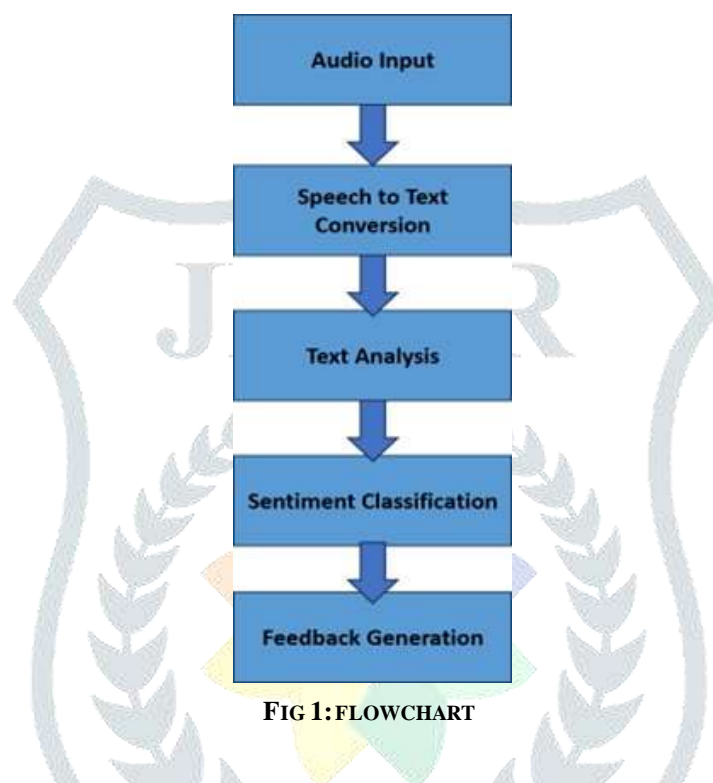 Audio Input
Speech to Text
Conversion
J R
Text Analysis
Sentiment Classification
Feedback Generation
FIG 1: FLOWCHART